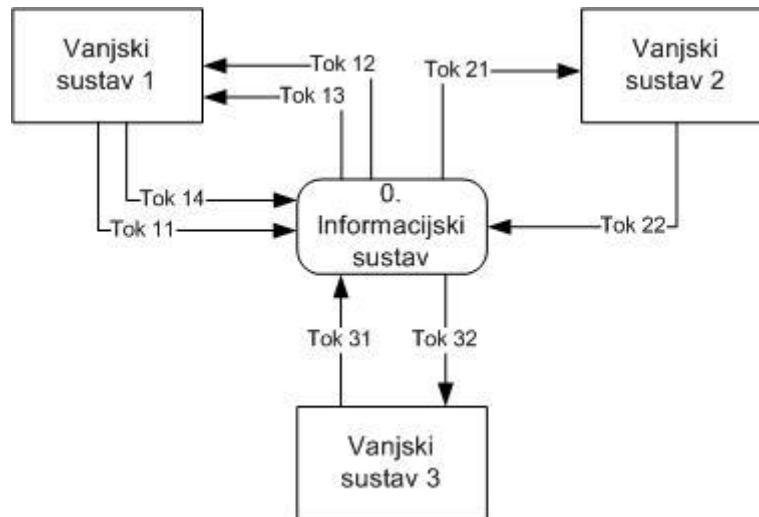 Vanjski
sustav 1
Tok 12
Tok 13
Tok 21
Vanjski
sustav 2
Tok 14
Tok 11
0.
Informacijski
sustav
Tok 22
Tok 31
Tok 32
Vanjski
sustav 3